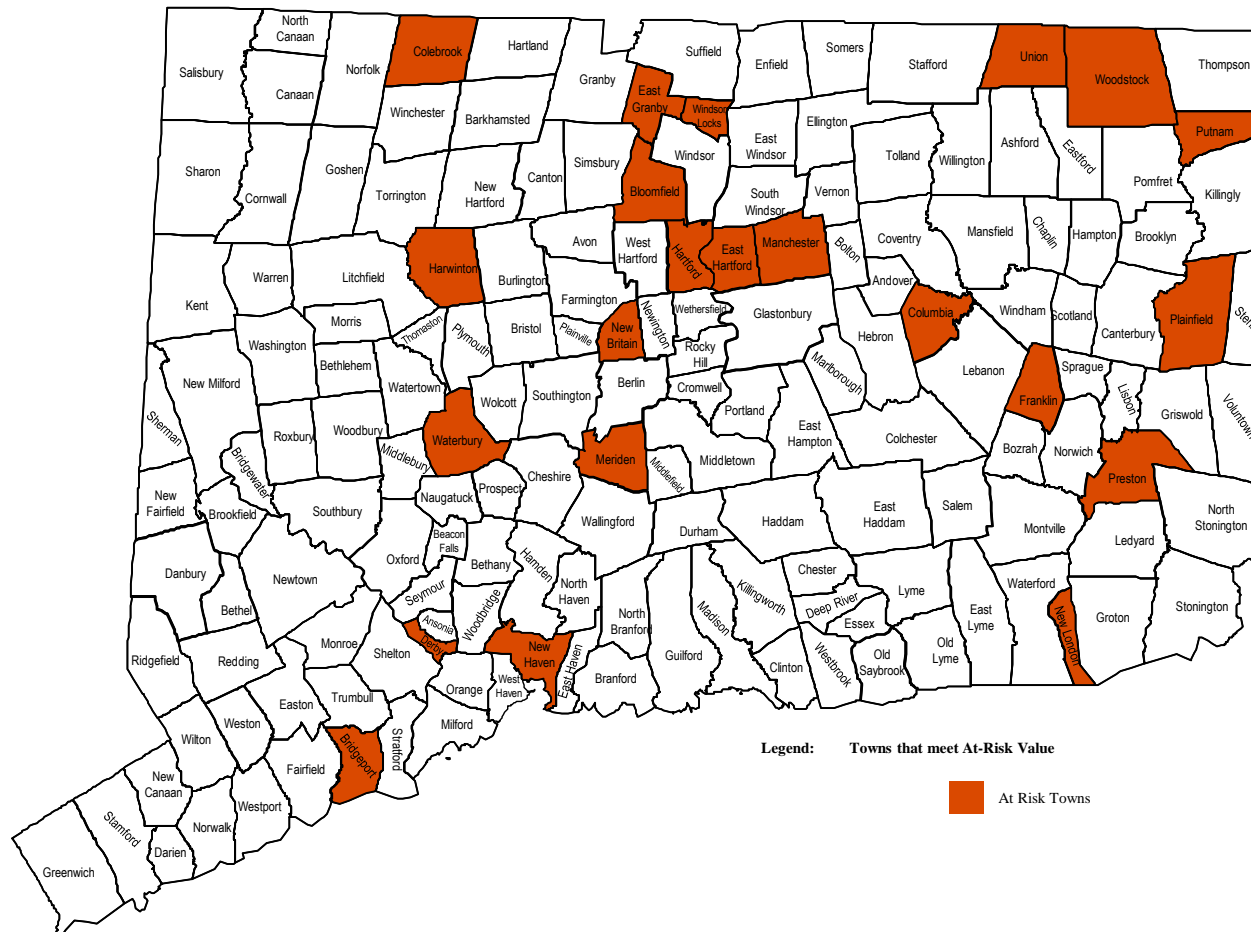 North
Canaan
Colebrook
Hartland
Suffield
Enfield
Somers
Stafford
Union
Woodstock
Thompson
Salisbury
Canaan
Norfolk
Granby
East
Granby
Windsor
Locks
Winchester
Barkhamsted
Putnam
Sharon
Cornwall
Goshen
Torrington
New
Hartford
Canton
Simsbury
Bloomfield
Windsor
East
Windsor
Ellington
Tolland
Willington
Ashford
Eastford
Pomfret
Killingly
South
Windsor
Vernon
Kent
Warren
Litchfield
Harwinton
Burlington
Avon
West
Hartford
Hartford
East
Hartford
Manchester
Bolton
Coventry
Mansfield
Chaplin
Hampton
Brooklyn
Andover
Farmington
Newington
Wethersfield
Glastonbury
Hebron
Columbia
Windham
Scotland
Canterbury
Plainfield
Ster
Morris
Thomaston
Plymouth
Bristol
Plainville
New
Britain
Rocky
Hill
Washington
Bethlehem
Watertown
New Milford
Sherman
Wolcott
Southington
Berlin
Cromwell
Portland
Marlborough
Lebanon
Franklin
Sprague
Lisbon
Griswold
Voluntown
Bridgewater
Roxbury
Woodbury
Middlebury
Waterbury
Cheshire
Meriden
Middlefield
Middletown
East
Hampton
Colchester
Bozrah
Norwich
Preston
New
Fairfield
Brookfield
Southbury
Naugatuck
Prospect
Wallingford
Durham
Haddam
East
Haddam
Salem
Montville
Ledyard
North
Stonington
Danbury
Bethel
Newtown
Oxford
Beacon
Falls
Bethany
Hamden
North
Haven
Seymour
Woodbridge
North
Branford
Guilford
Madison
Killingworth
Chester
Deep River
Essex
Lyme
East
Lyme
Waterford
New London
Groton
Stonington
Ridgefield
Redding
Monroe
Shelton
Ansonia
Derby
New
Haven
East Haven
Branford
Clinton
Westbrook
Old
Saybrook
Old
Lyme
Orange
West
Haven
Easton
Trumbull
Milford
Wilton
Weston
Fairfield
Bridgeport
Stratford
New
Canaan
Norwalk
Westport
Stamford
Darien
Greenwich
Legend: Towns that meet At-Risk Value
At Risk Towns